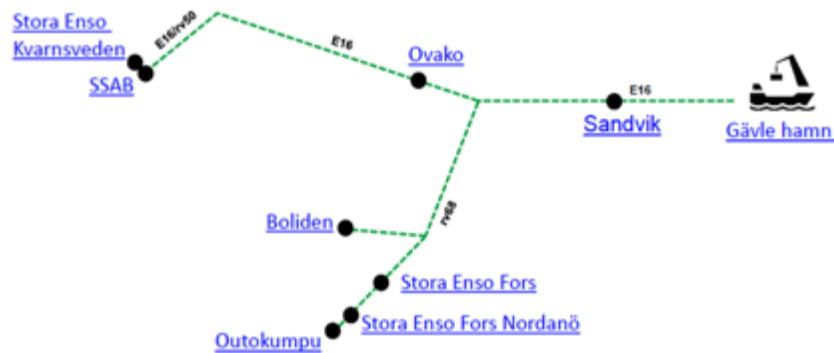 Stora Enso
Kvarnsveden
SSAB
E16/rv50
E16
Ovako
E16
Sandvik
Gävle hamn
rv68
Boliden
Stora Enso Fors
Stora Enso Fors Nordanö
Outokumpu